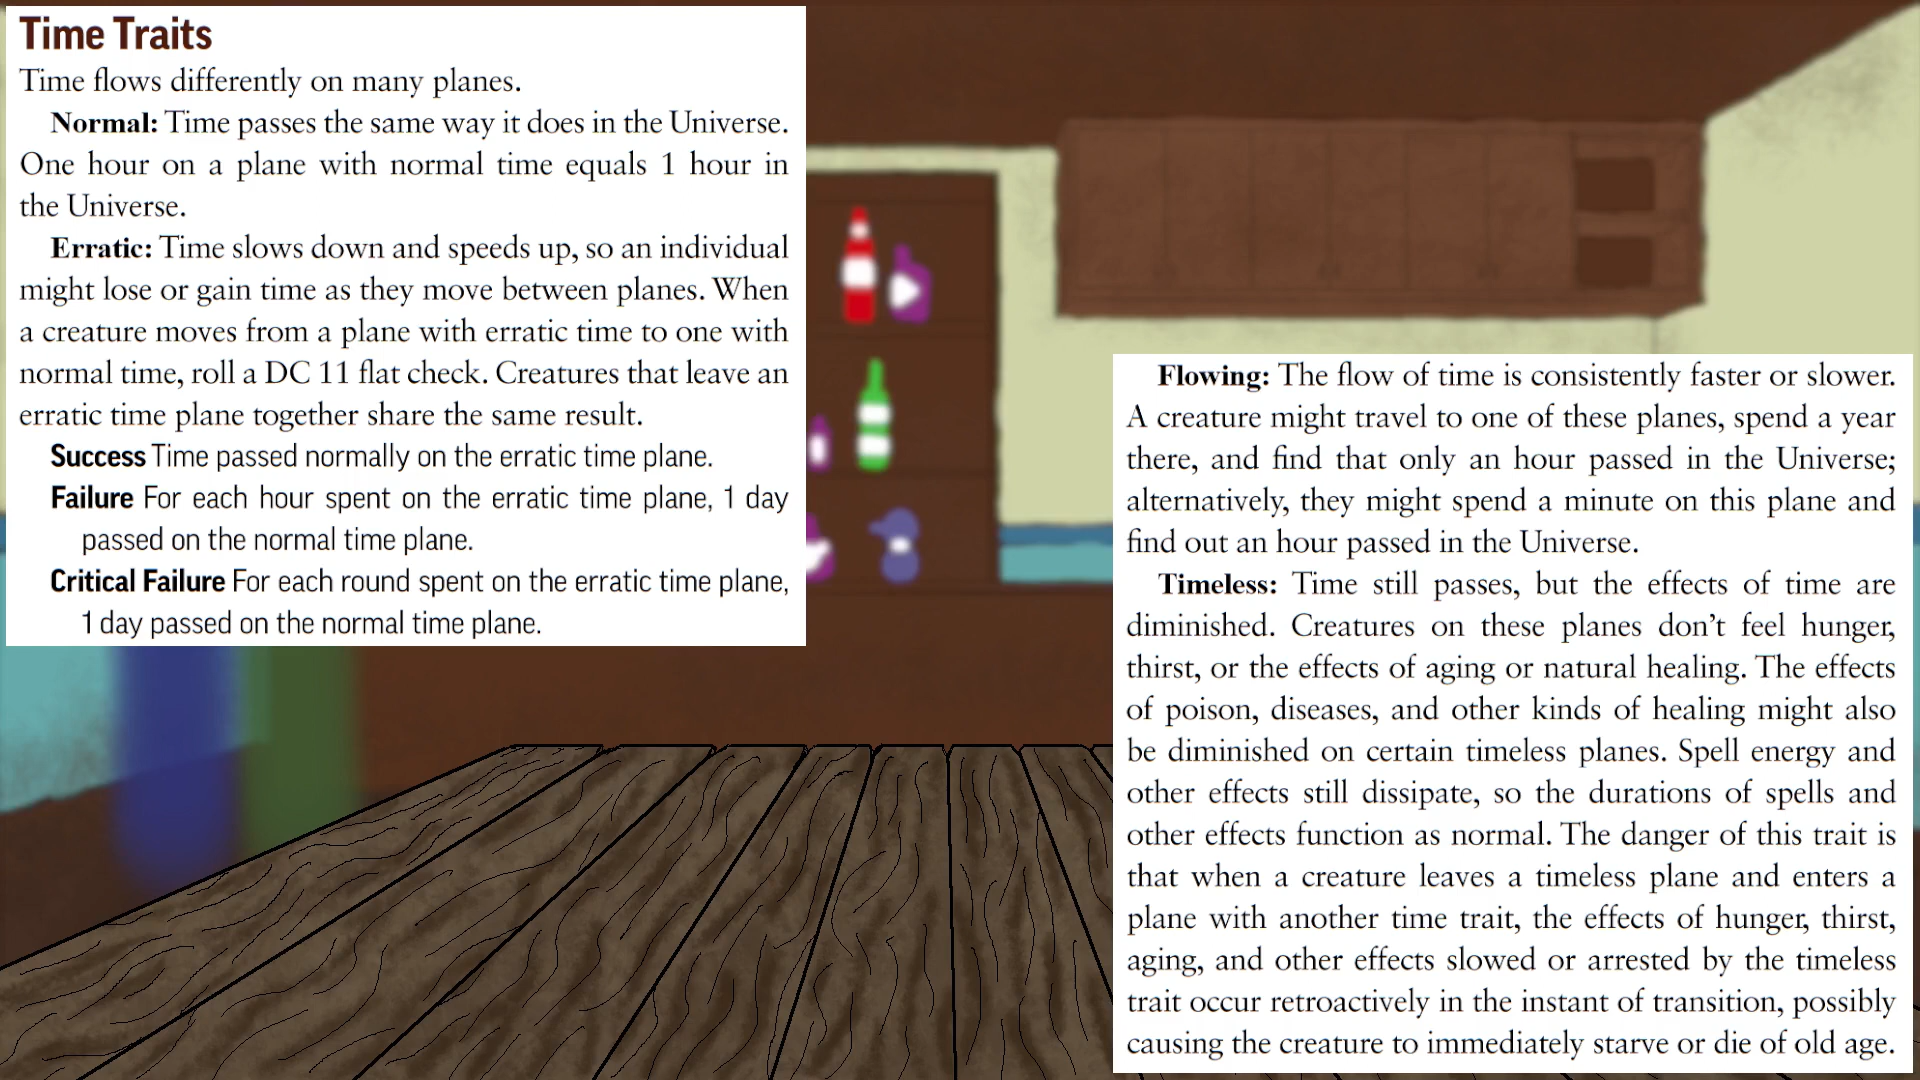 Time Traits
Time flows differently on many planes.
Normal: Time passes the same way it does in the Universe.
One hour on a plane with normal time equals 1 hour in
the Universe.
Erratic: Time slows down and speeds up, so an individual
might lose or gain time as they move between planes. When
a creature moves from a plane with erratic time to one with
normal time, roll a DC 11 flat check. Creatures that leave an
erratic time plane together share the same result.
Success Time passed normally on the erratic time plane.
Failure For each hour spent on the erratic time plane, 1 day
passed on the normal time plane.
Critical Failure For each round spent on the erratic time plane,
1 day passed on the normal time plane.
Flowing: The flow of time is consistently faster or slower.
A creature might travel to one of these planes, spend a year
there, and find that only an hour passed in the Universe;
alternatively, they might spend a minute on this plane and
find out an hour passed in the Universe.
Timeless: Time still passes, but the effects of time are
diminished. Creatures on these planes don’t feel hunger,
thirst, or the effects of aging or natural healing. The effects
of poison, diseases, and other kinds of healing might also
be diminished on certain timeless planes. Spell energy and
other effects still dissipate, so the durations of spells and
other effects function as normal. The danger of this trait is
that when a creature leaves a timeless plane and enters a
plane with another time trait, the effects of hunger, thirst,
aging, and other effects slowed or arrested by the timeless
trait occur retroactively in the instant of transition, possibly
causing the creature to immediately starve or die of old age.